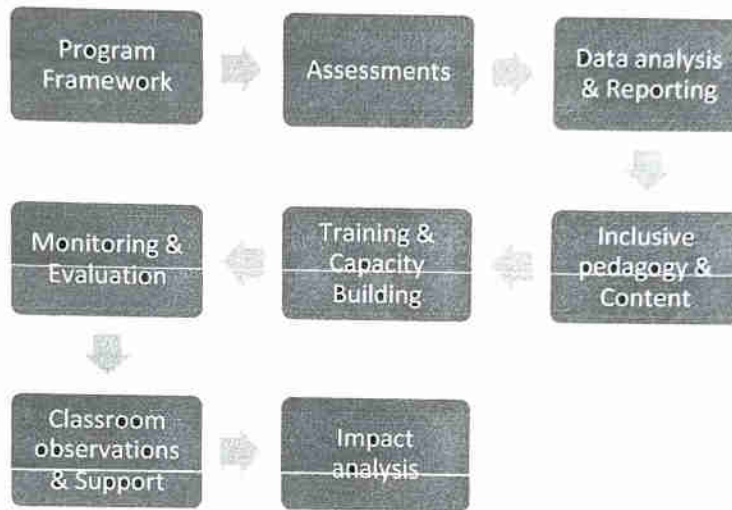 Program
Framework
Assessments
Data analysis
& Reporting
Inclusive
pedagogy &
Content
Training &
Capacity
Building
Monitoring &
Evaluation
Classroom
observations
& Support
Impact
analysis